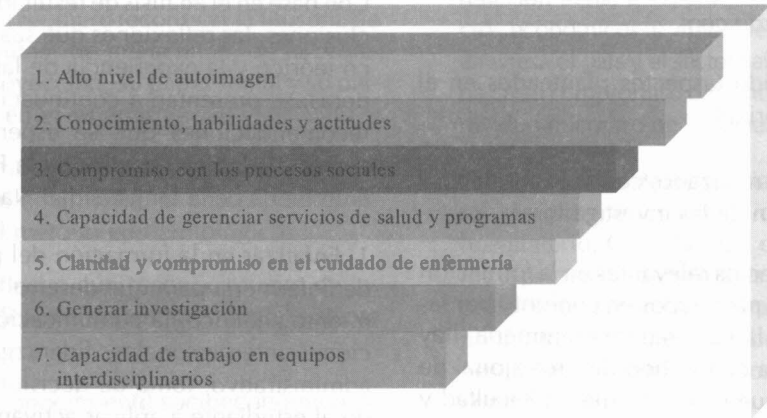 1. Alto nivel de autoimagen
2. Conocimiento, habilidades y actitudes
3. Compromiso con los procesos sociales
4. Capacidad de gerenciar servicios de salud y programas
5. Claridad y compromiso en el cuidado de enfermería
6. Generar investigación
7. Capacidad de trabajo en equipos
interdisciplinarios